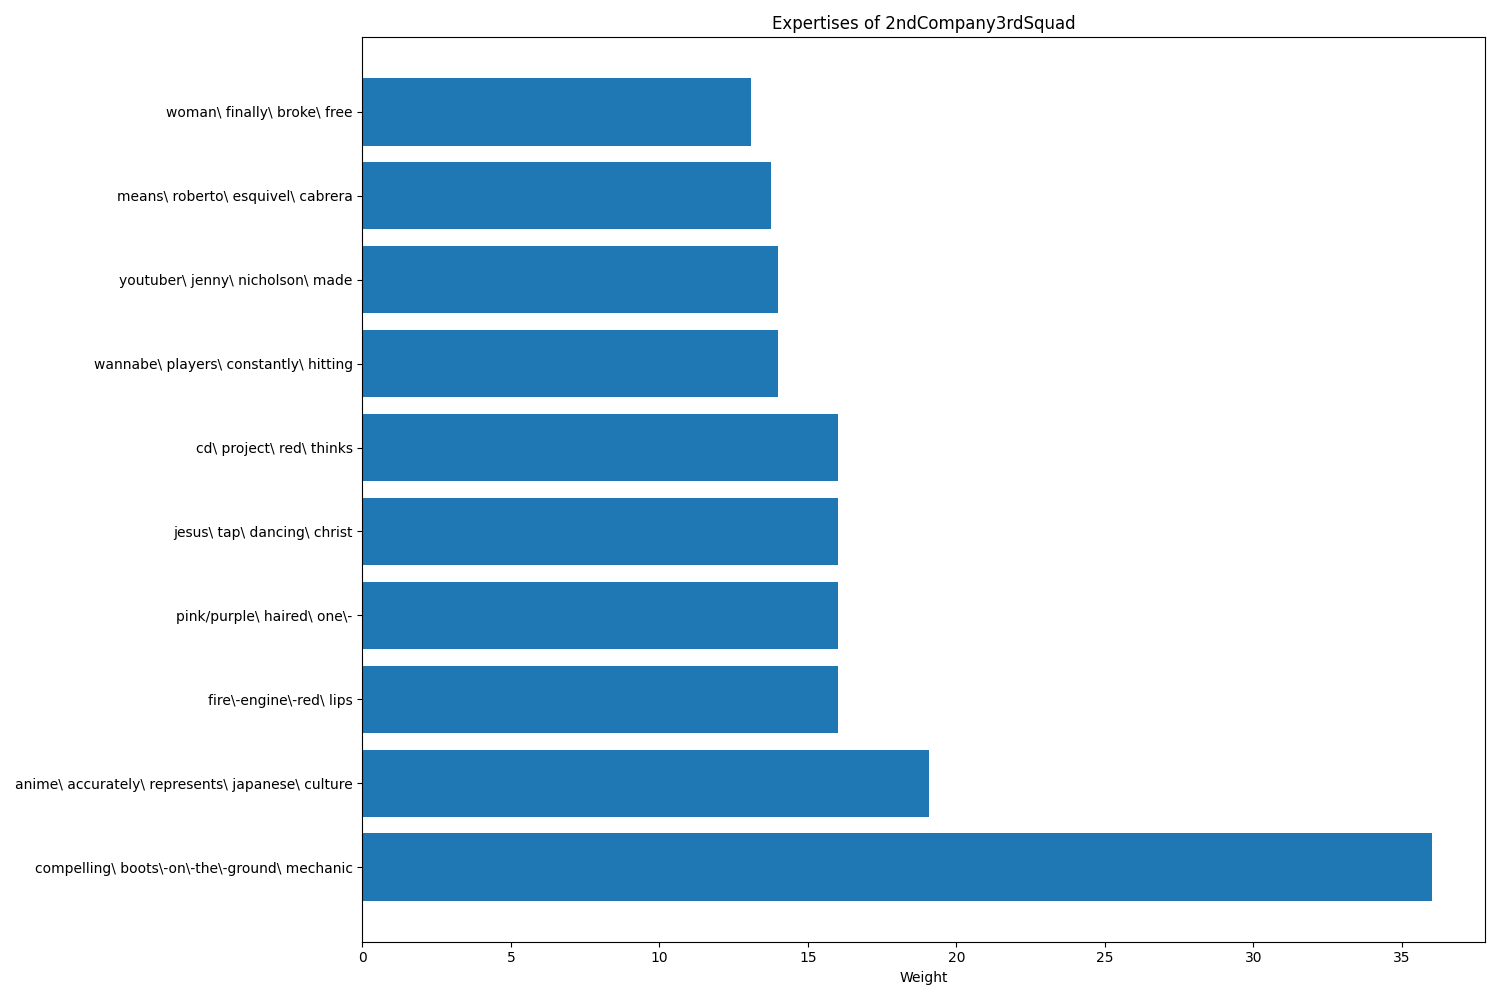 Expertises of 2ndCompany3rdSquad
woman\ finally\ broke\ free
means\ roberto\ esquivel\ cabrera
youtuber\ jenny\ nicholson\ made
wannabe\ players\ constantly\ hitting
cd\ project\ red\ thinks
jesus\ tap\ dancing\ christ
pink/purple\ haired\ one\-
fire\-engine\-red\ lips
anime\ accurately\ represents\ japanese\ culture
compelling\ boots\-on\-the\-ground\ mechanic
0 5 10 15 20 25 30 35
Weight